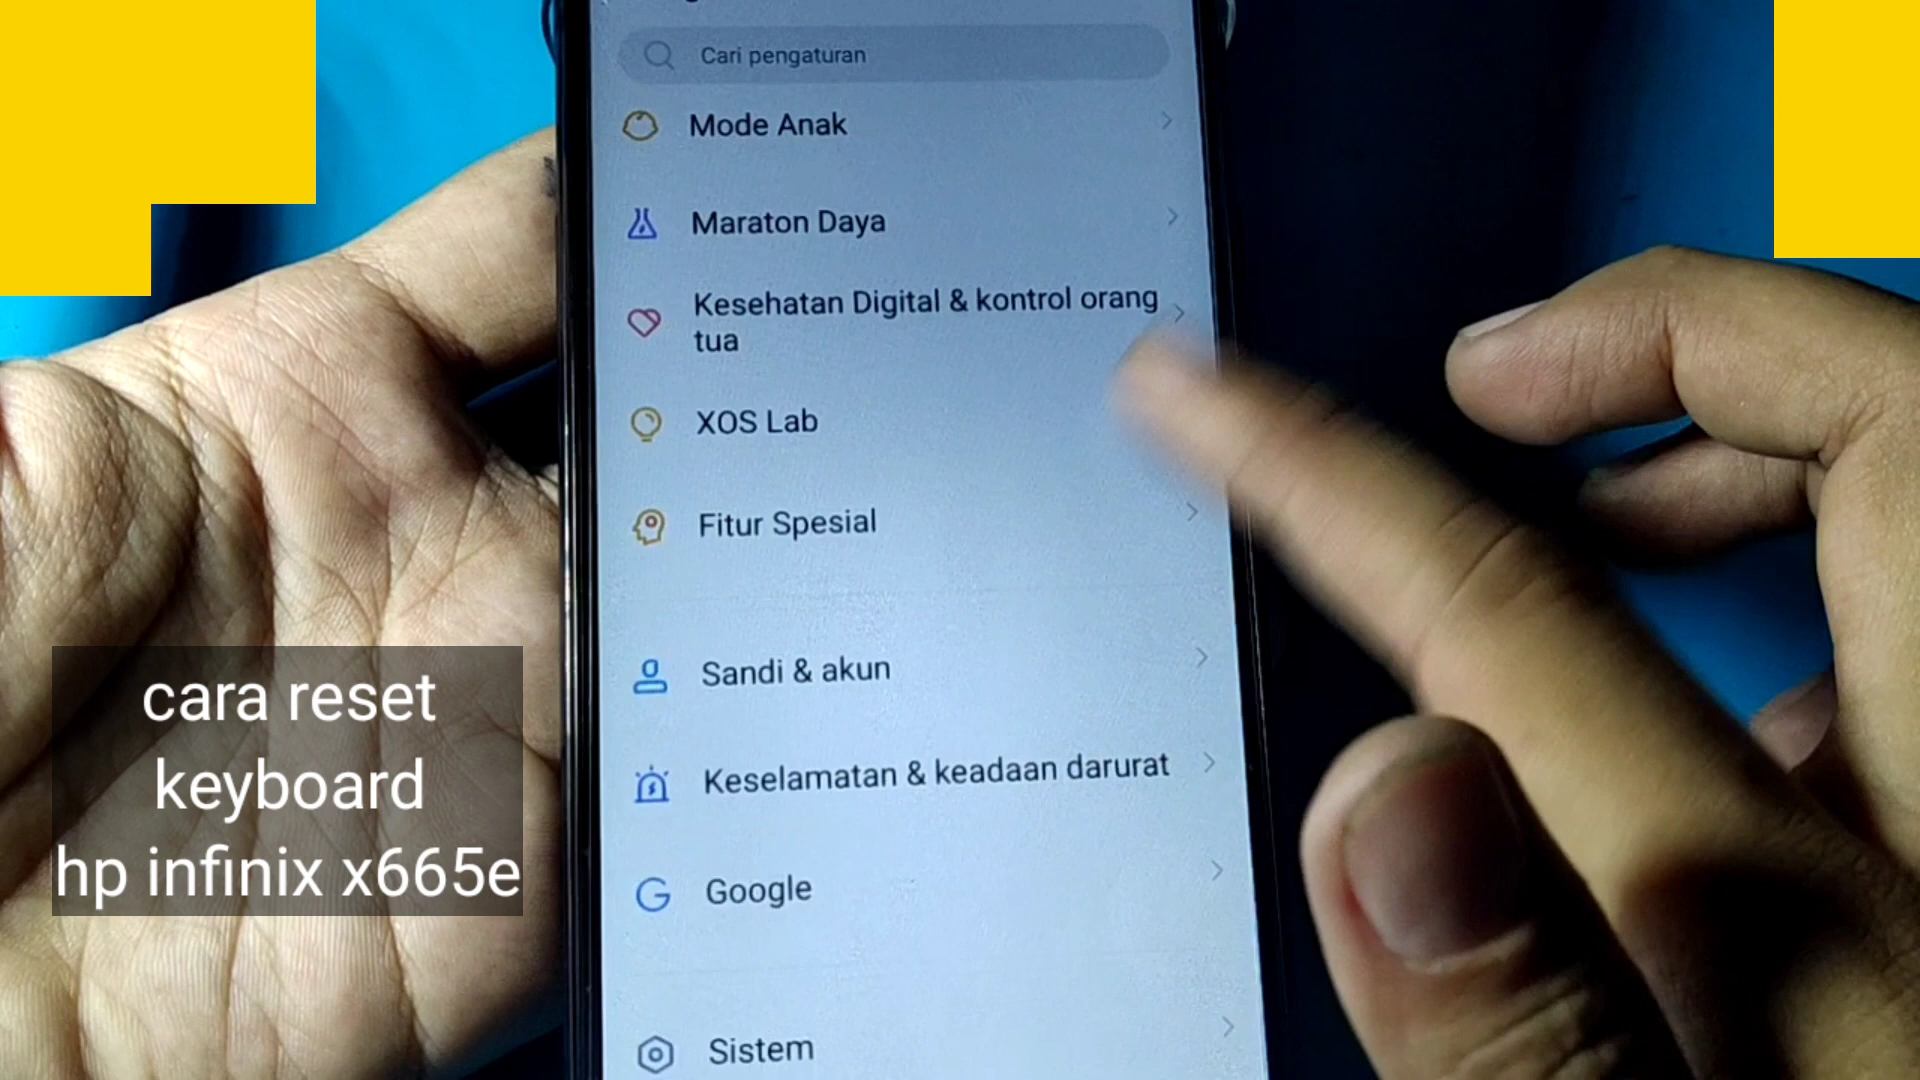 Cari pengaturan
Mode Anak
Maraton Daya
Kesehatan Digital & kontrol orang
tua
XOS Lab
Fitur Spesial
Sandi & akun
Keselamatan & keadaan darurat
Google
Sistem
cara reset
keyboard
hp infinix x665e